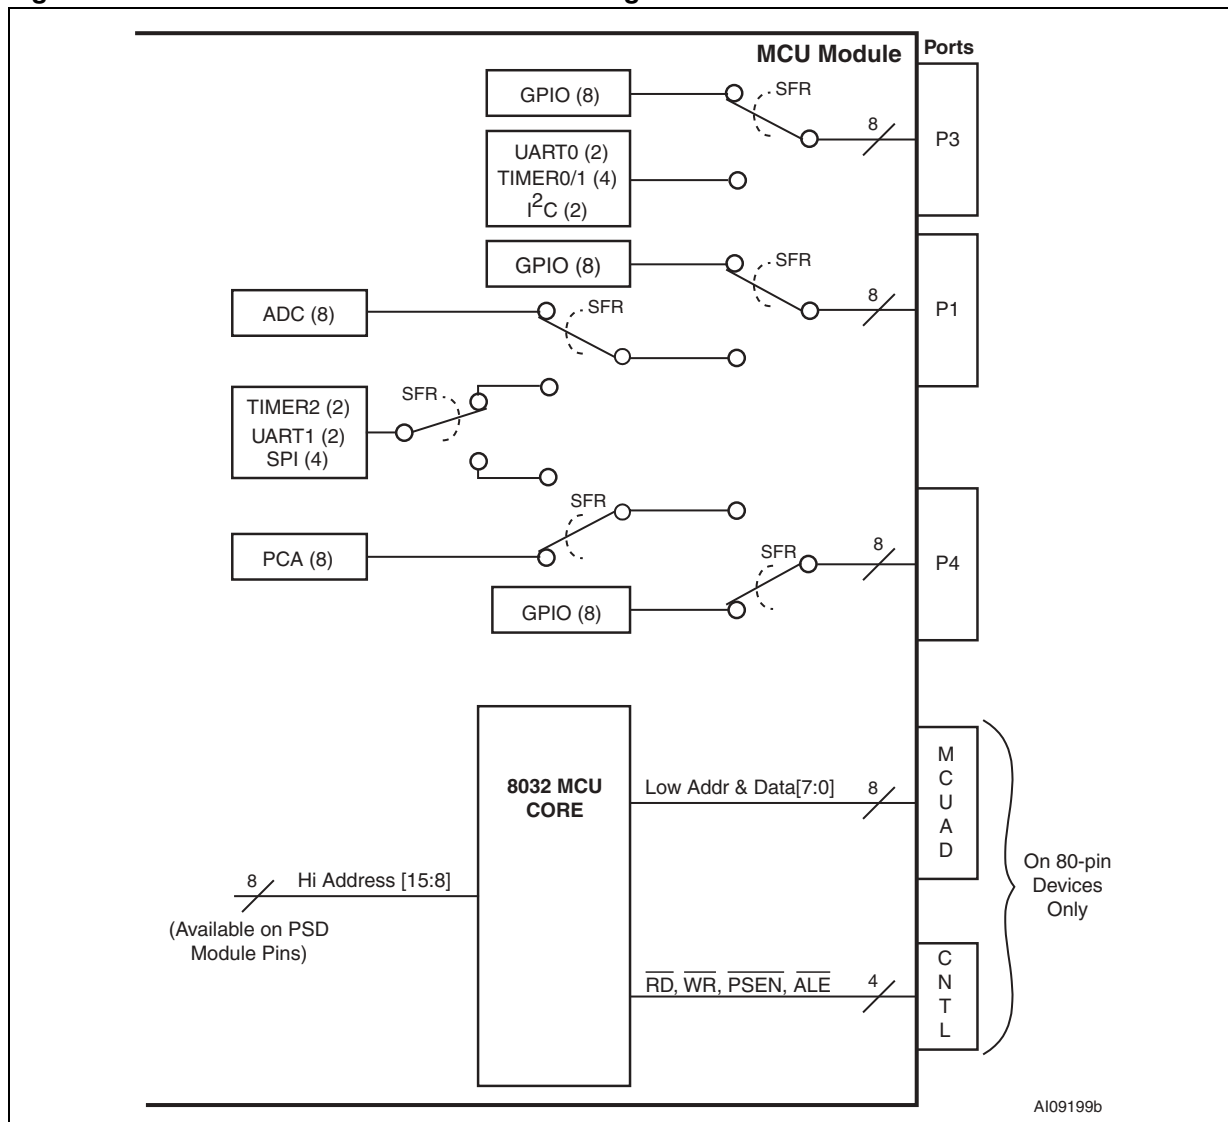 MCU Module
Ports
GPIO (8)
SFR
8
P3
UART0 (2)
TIMER0/1 (4)
I2C (2)
GPIO (8)
SFR
8
P1
ADC (8)
SFR
TIMER2 (2)
UART1 (2)
SPI (4)
SFR
SFR
PCA (8)
SFR
8
P4
GPIO (8)
8032 MCU
CORE
Low Addr & Data[7:0]
8
MCUAD
8
Hi Address [15:8]
(Available on PSD
Module Pins)
On 80-pin
Devices
Only
RD, WR, PSEN, ALE
4
CNTL
AI09199b